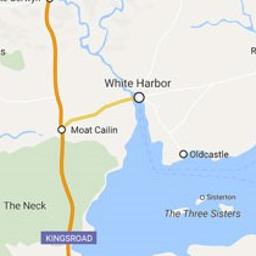 White Harbor
Moat Cailin
Oldcastle
Sisterton
The Three Sisters
The Neck
KINGSROAD